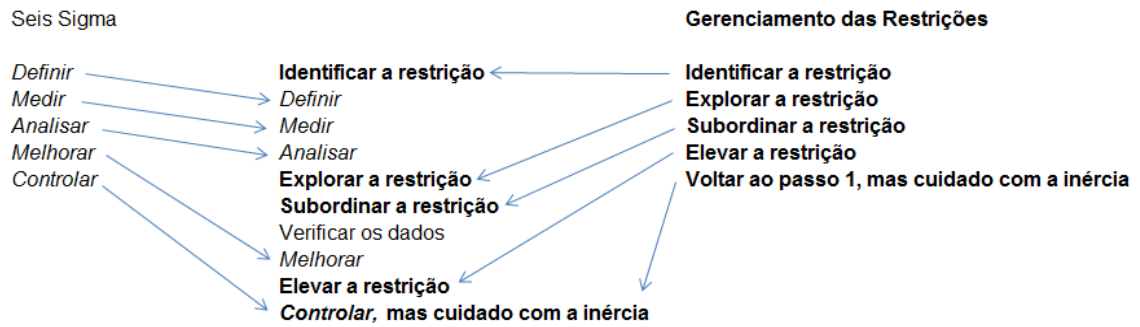 Seis Sigma
Definir
Medir
Analisar
Melhorar
Controlar
Identificar a restrição
Definir
Medir
Analisar
Explorar a restrição
Subordinar a restrição
Verificar os dados
Melhorar
Elevar a restrição
Controlar, mas cuidado com a inércia
Gerenciamento das Restrições
Identificar a restrição
Explorar a restrição
Subordinar a restrição
Elevar a restrição
Voltar ao passo 1, mas cuidado com a inércia